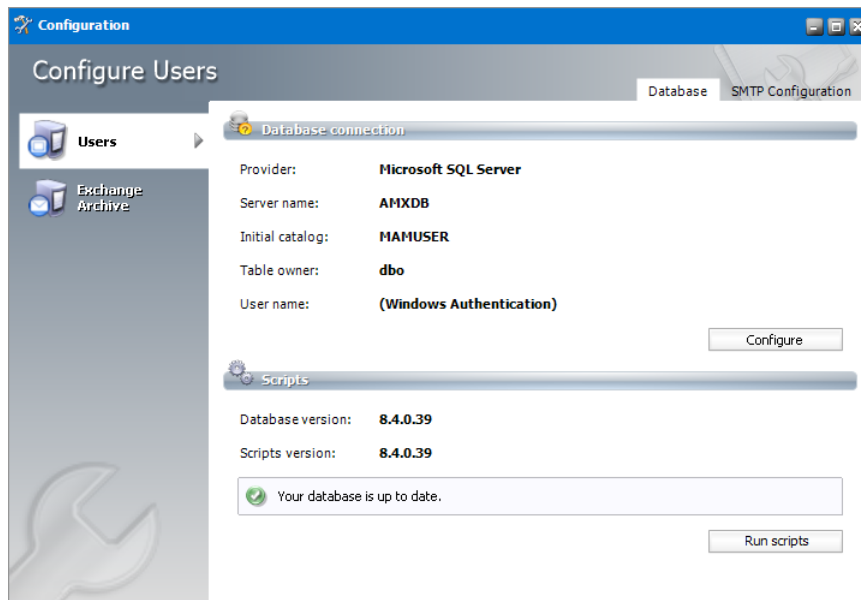 Configuration
Configure Users
Database SMTP Configuration
Users
Exchange
Archive
Database connection
Provider: Microsoft SQL Server
Server name: AMXDB
Initial catalog: MAMUSER
Table owner: dbo
User name: (Windows Authentication)
Configure
Scripts
Database version: 8.4.0.39
Scripts version: 8.4.0.39
Your database is up to date.
Run scripts